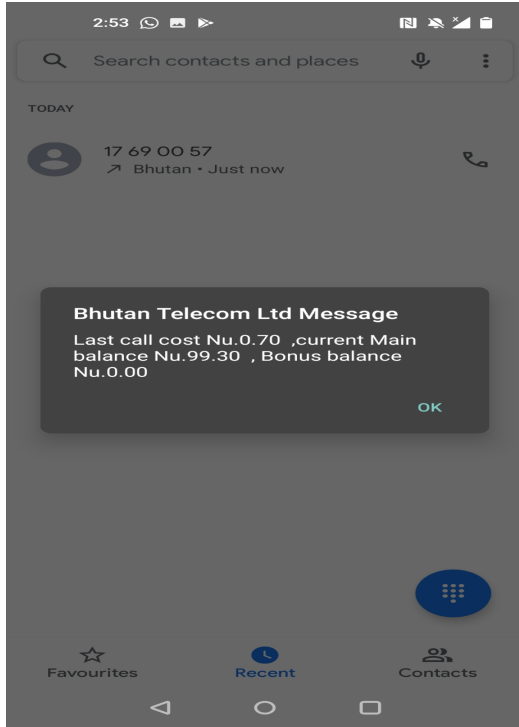 2:53
Search contacts and places
TODAY
17 69 00 57
Bhutan • Just now
Bhutan Telecom Ltd Message
Last call cost Nu.0.70 ,current Main
balance Nu.99.30 , Bonus balance
Nu.0.00
OK
Favourites Recent Contacts